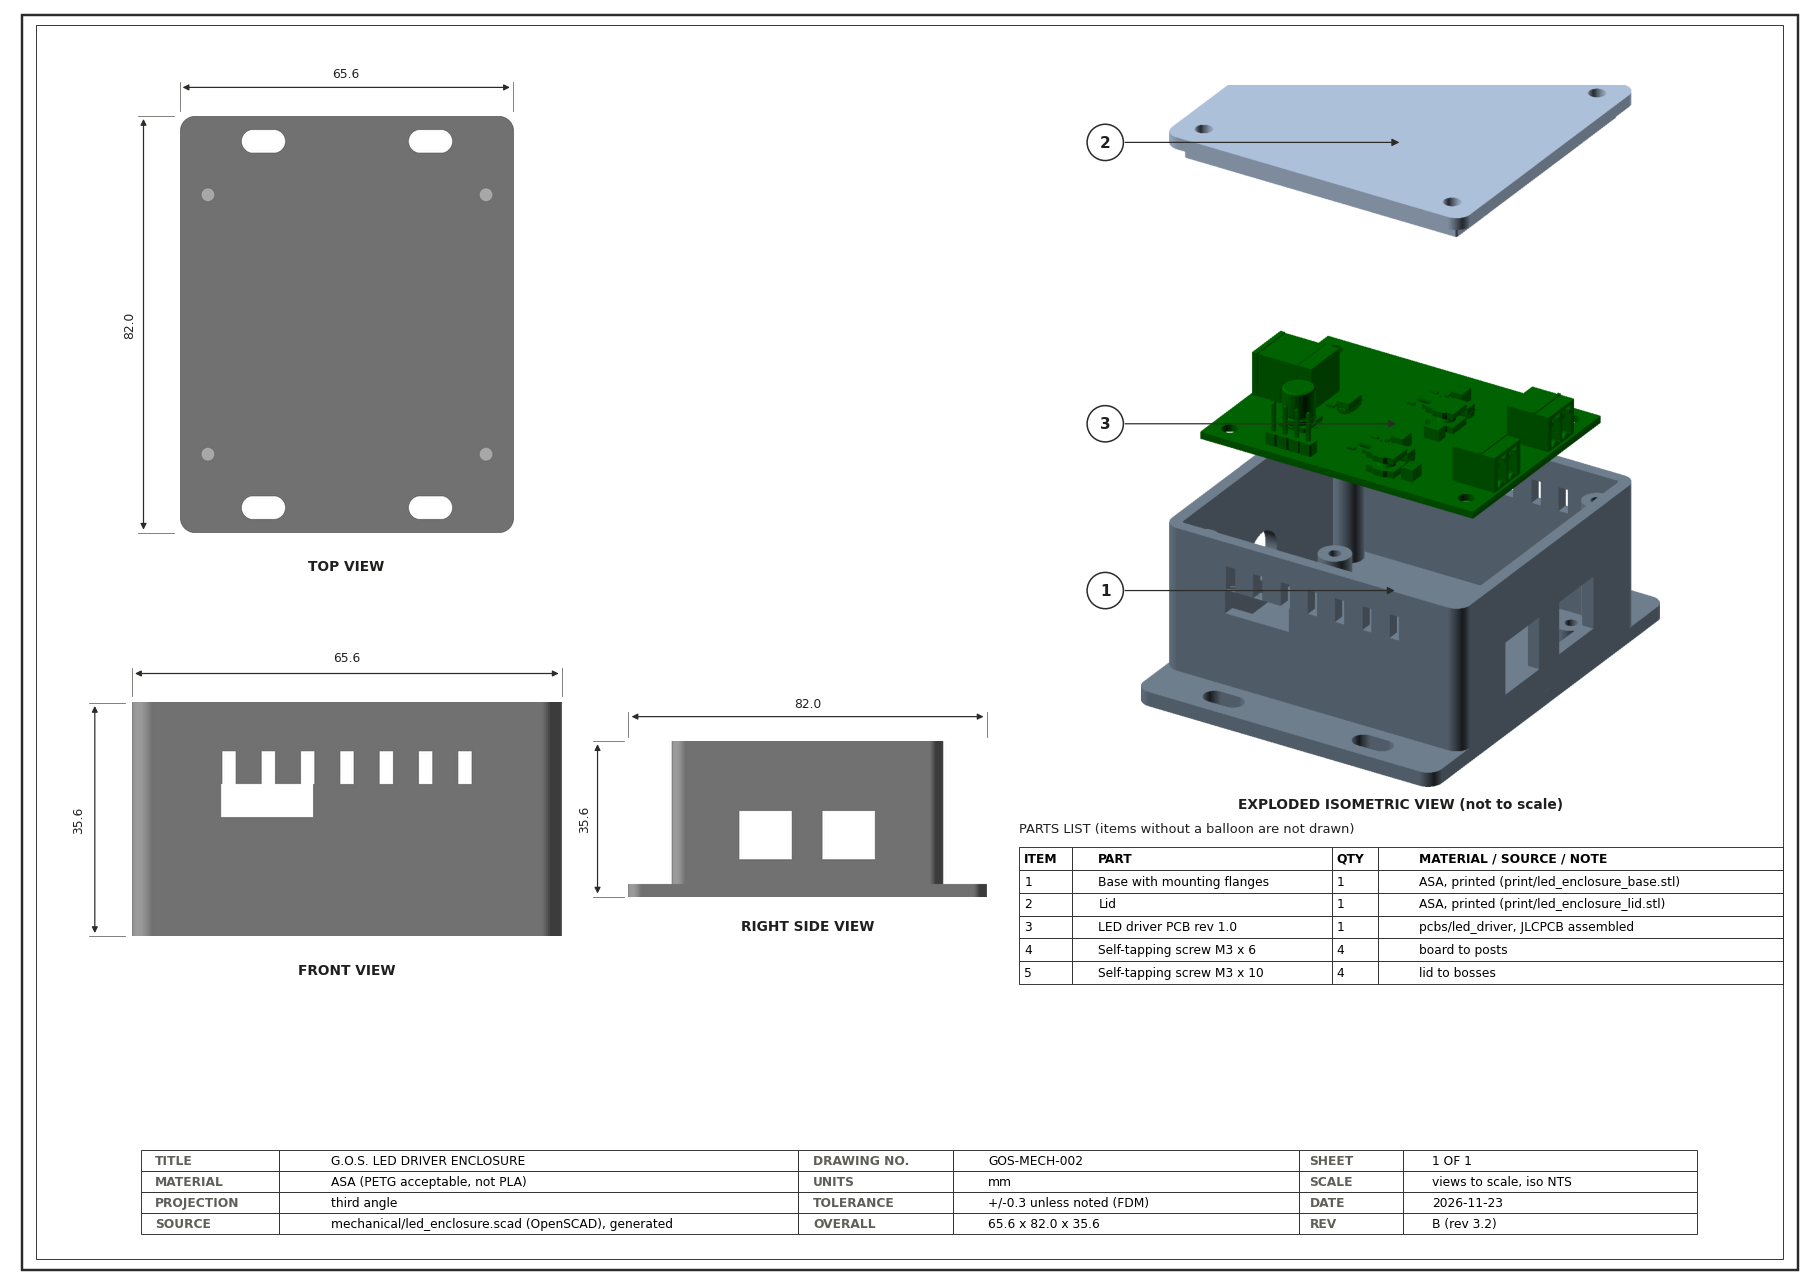 65.6
82.0
TOP VIEW
65.6
35.6
FRONT VIEW
82.0
35.6
RIGHT SIDE VIEW
2
3
1
EXPLODED ISOMETRIC VIEW (not to scale)
PARTS LIST (items without a balloon are not drawn)
ITEM PART QTY MATERIAL / SOURCE / NOTE
1 Base with mounting flanges 1 ASA, printed (print/led_enclosure_base.stl)
2 Lid 1 ASA, printed (print/led_enclosure_lid.stl)
3 LED driver PCB rev 1.0 1 pcbs/led_driver, JLCPCB assembled
4 Self-tapping screw M3 x 6 4 board to posts
5 Self-tapping screw M3 x 10 4 lid to bosses
TITLE G.O.S. LED DRIVER ENCLOSURE DRAWING NO. GOS-MECH-002 SHEET 1 OF 1
MATERIAL ASA (PETG acceptable, not PLA) UNITS mm SCALE views to scale, iso NTS
PROJECTION third angle TOLERANCE +/-0.3 unless noted (FDM) DATE 2026-11-23
SOURCE mechanical/led_enclosure.scad (OpenSCAD), generated OVERALL 65.6 x 82.0 x 35.6 REV B (rev 3.2)